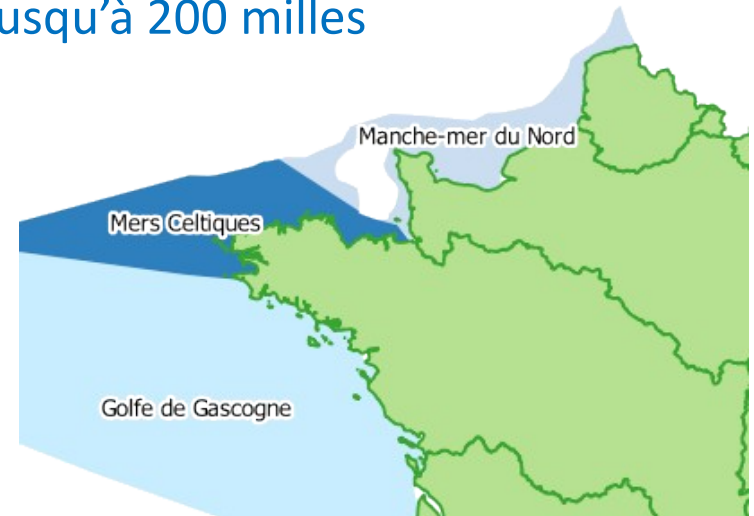 usqu'à 200 milles
Manche-mer du Nord
Mers Celtiques
Golfe de Gascogne